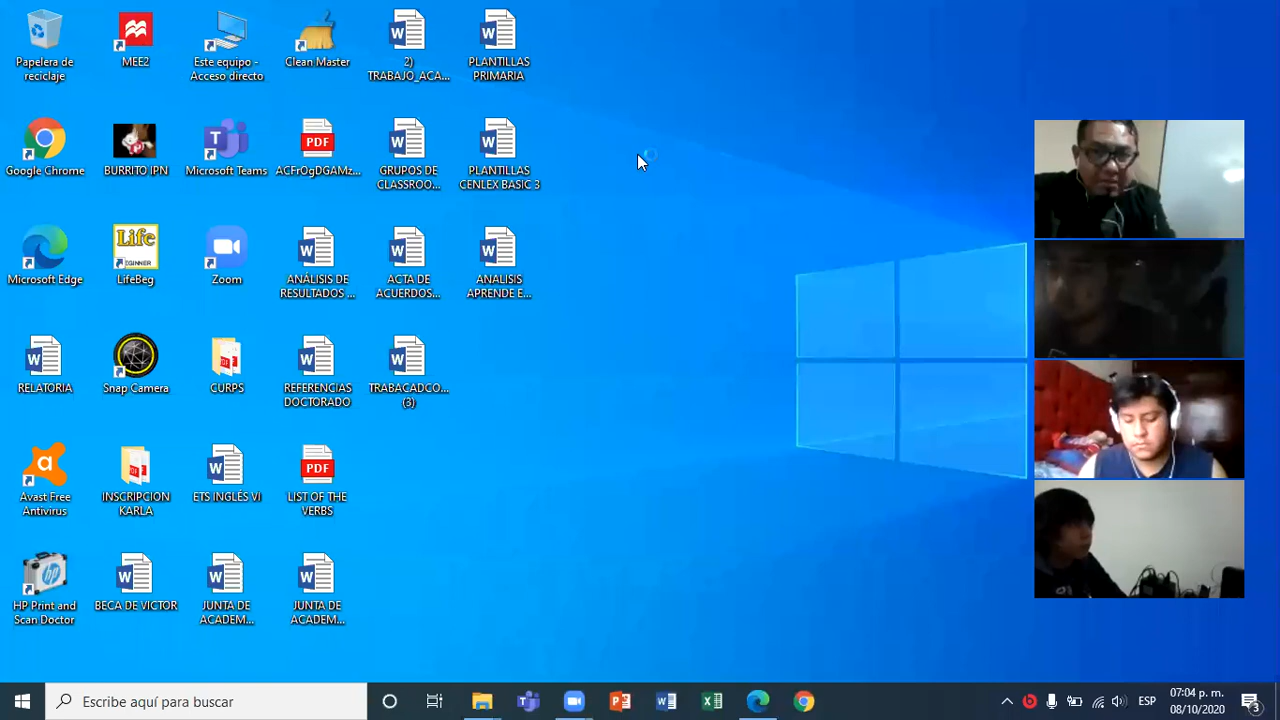 Papelera de
reciclaje
MEE2
Este equipo -
Acceso directo
Clean Master
2)
TRABAJO_ACA...
PLANTILLAS
PRIMARIA
Google Chrome
BURRITO IPN
Microsoft Teams
PDF
ACFrOgDGAMz...
GRUPOS DE
CLASSROO...
PLANTILLAS
CENLEX BASIC 3
Microsoft Edge
Life
LifeBeg
Zoom
ANÁLISIS DE
RESULTADOS ...
ACTA DE
ACUERDOS...
ANALISIS
APRENDE E...
RELATORIA
Snap Camera
CURPS
REFERENCIAS
DOCTORADO
TRABACADCO...
(3)
Avast Free
Antivirus
INSCRIPCION
KARLA
ETS INGLÉS VI
PDF
LIST OF THE
VERBS
HP Print and
Scan Doctor
BECA DE VICTOR
JUNTA DE
ACADEM...
JUNTA DE
ACADEM...
Escribe aquí para buscar
ESP
07:04 p. m.
08/10/2020
3